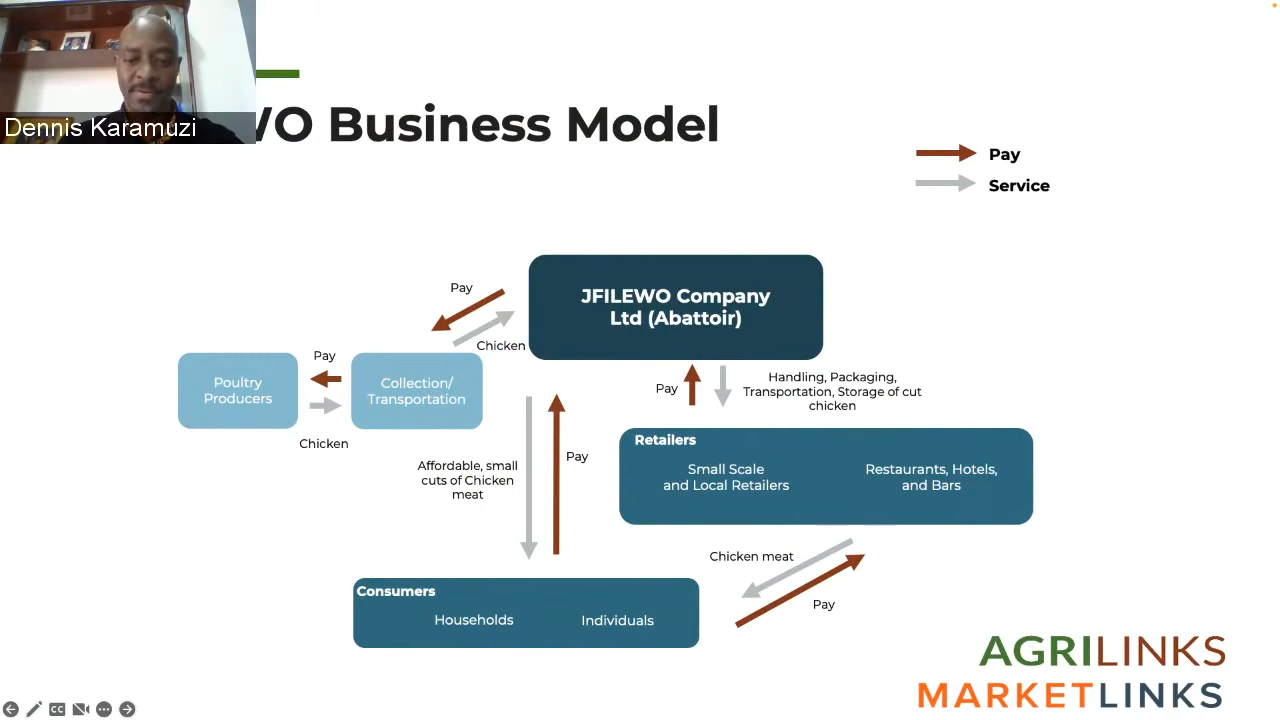 Dennis Karamuzi
WO Business Model
Pay
Service
JFILEWO Company
Ltd (Abattoir)
Pay
Chicken
Poultry
Producers
Pay
Chicken
Collection/
Transportation
Pay
Handling, Packaging,
Transportation, Storage of cut
chicken
Affordable, small
cuts of Chicken
meat
Pay
Retailers
Small Scale
and Local Retailers
Restaurants, Hotels,
and Bars
Chicken meat
Pay
Consumers
Households
Individuals
AGRILINKS
MARKETLINKS
CC